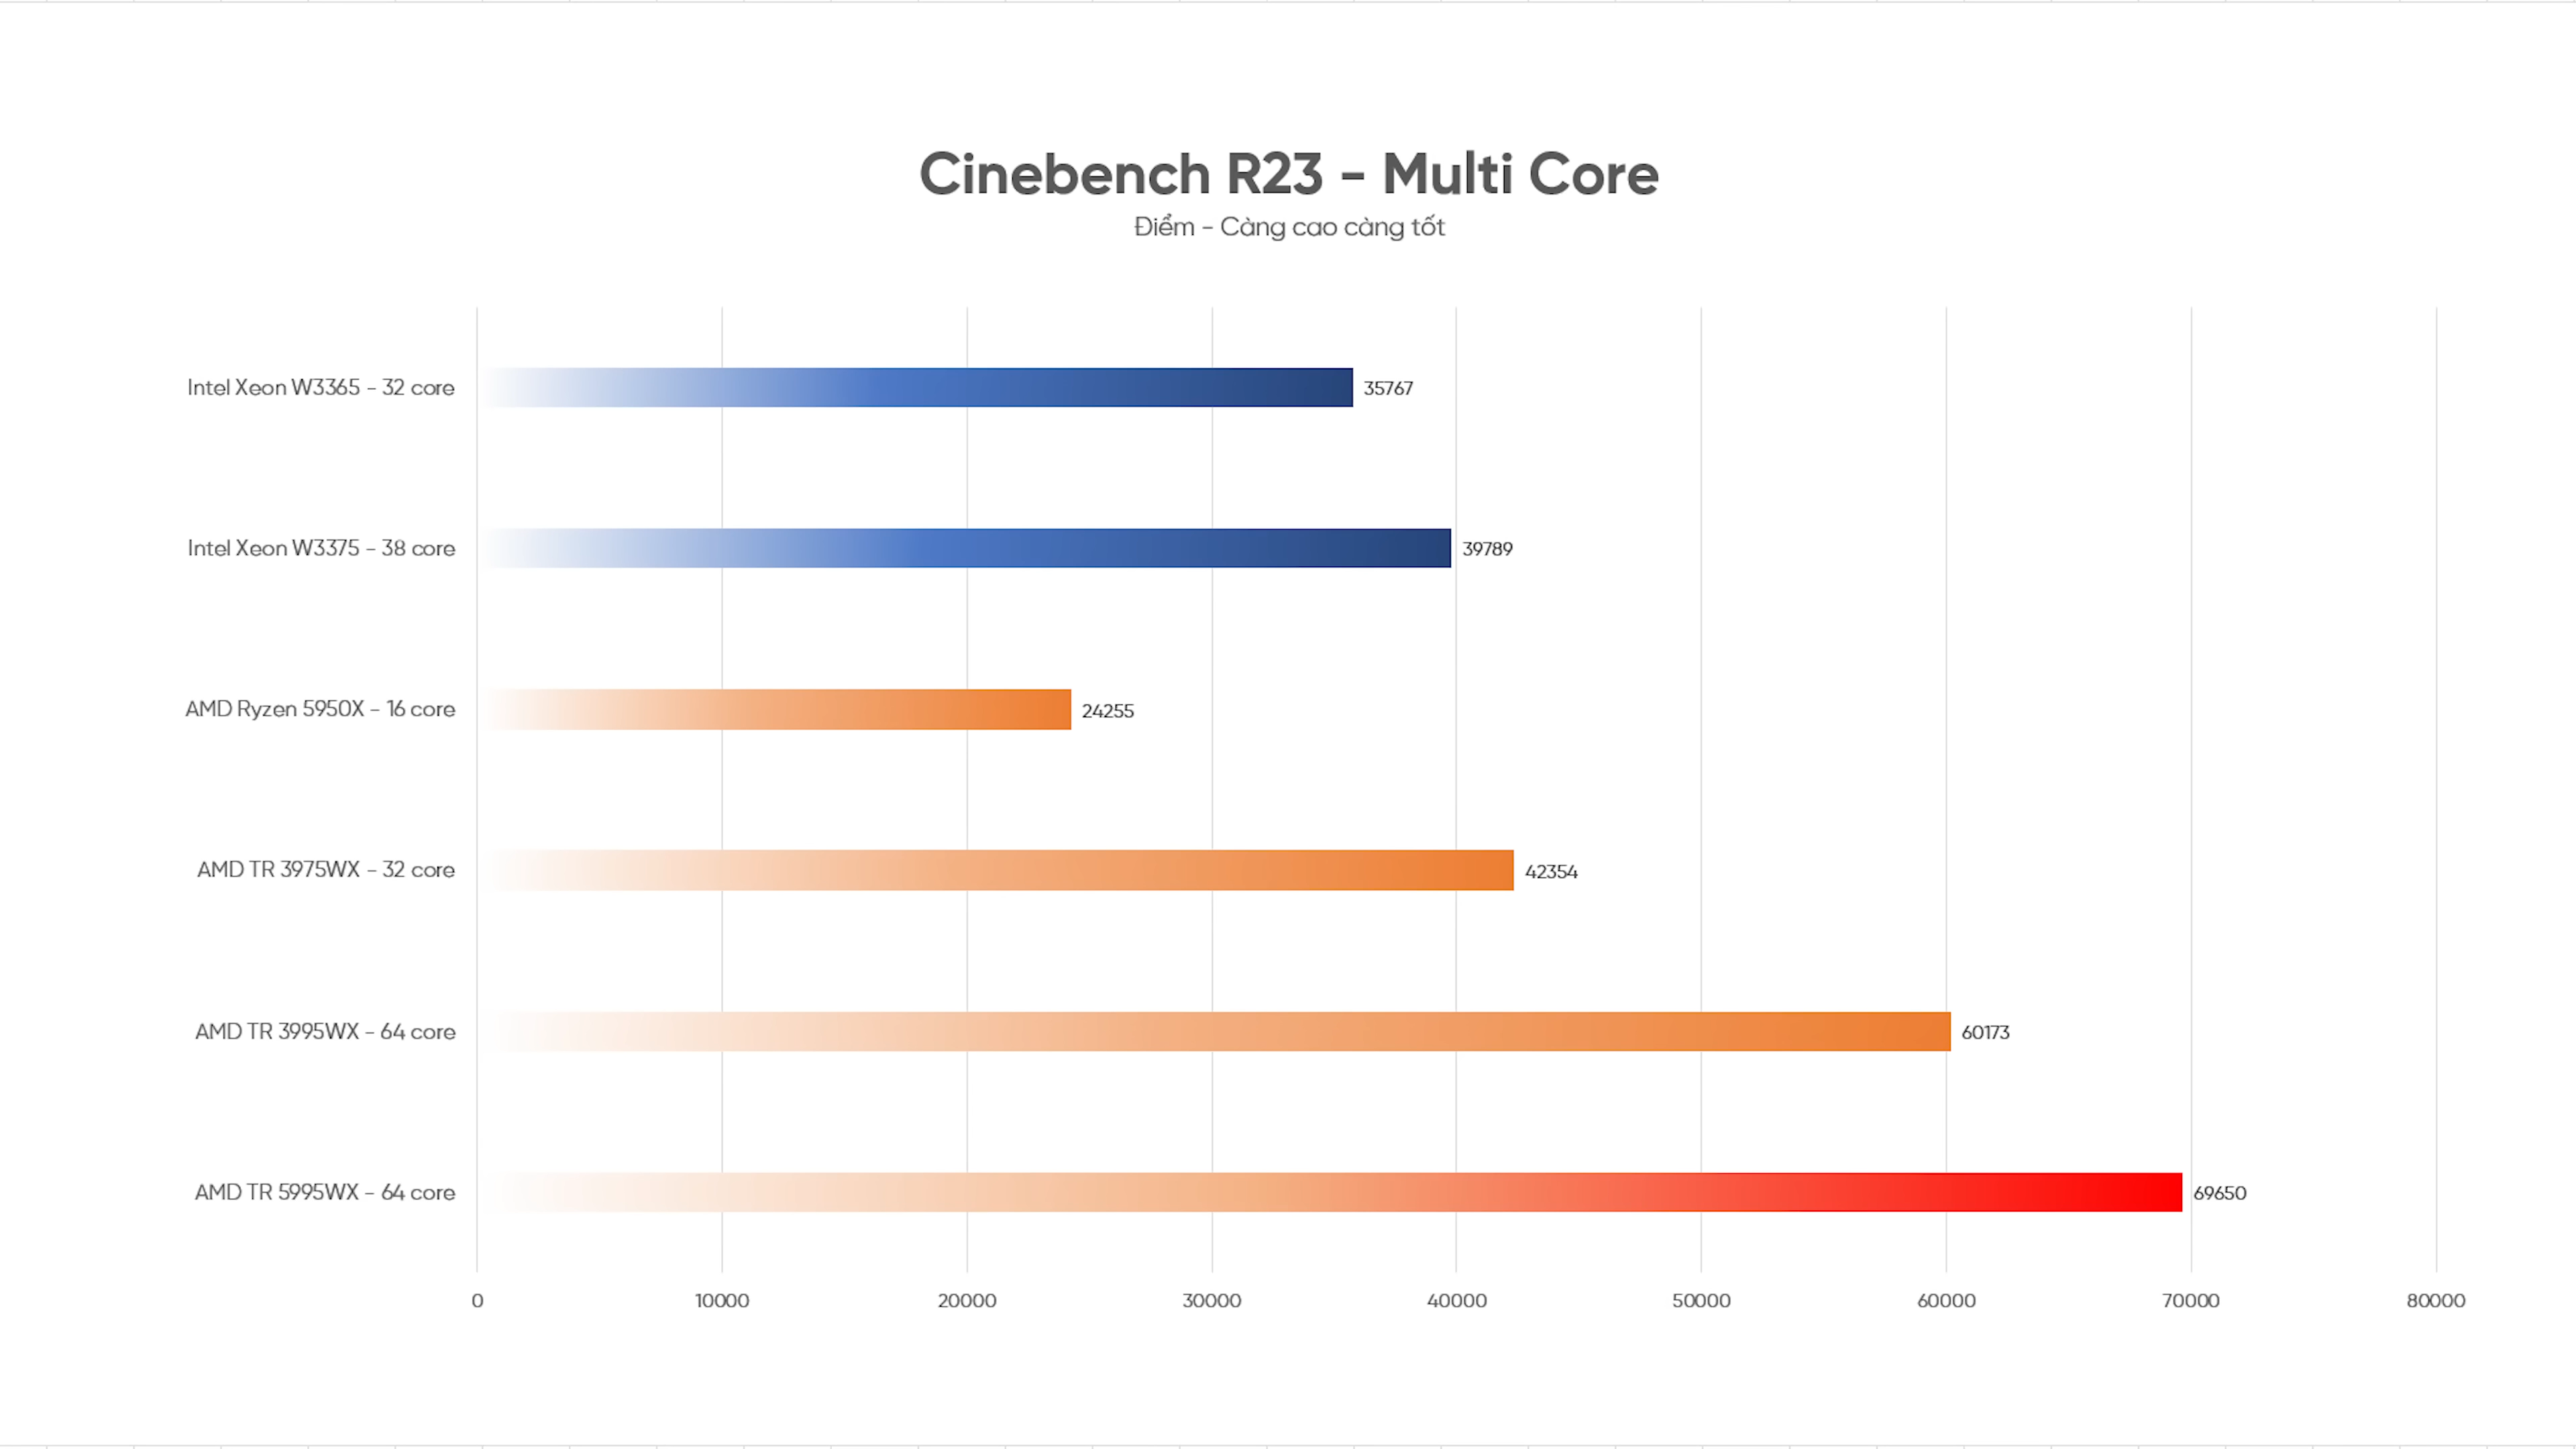 Cinebench R23 - Multi Core
Điểm - Càng cao càng tốt
Intel Xeon W3365 - 32 core 35767
Intel Xeon W3375 - 38 core 39789
AMD Ryzen 5950X - 16 core 24255
AMD TR 3975WX - 32 core 42354
AMD TR 3995WX - 64 core 60173
AMD TR 5995WX - 64 core 69650
0 10000 20000 30000 40000 50000 60000 70000 80000